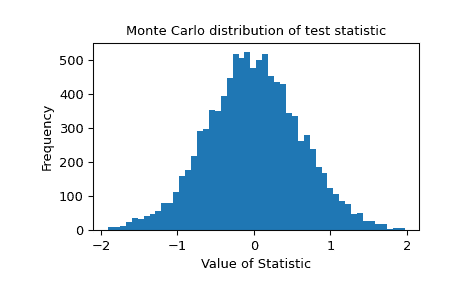 Monte Carlo distribution of test statistic
Frequency
500
400
300
200
100
0
−2 −1 0 1 2
Value of Statistic